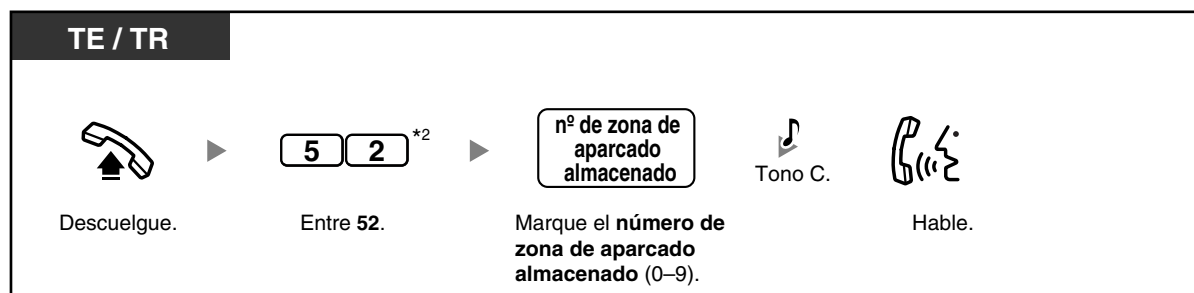 TE / TR
5 2 *2
nº de zona de
aparcado
almacenado
Tono C.
Descuelgue.
Entre 52.
Marque el número de
zona de aparcado
almacenado (0–9).
Hable.